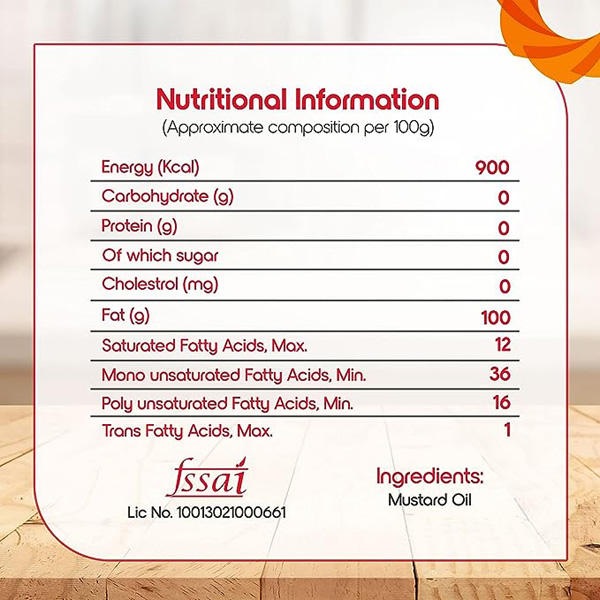 Nutritional Information
(Approximate composition per 100g)
Energy (Kcal) 900
Carbohydrate (g) 0
Protein (g) 0
Of which sugar 0
Cholestrol (mg) 0
Fat (g) 100
Saturated Fatty Acids, Max. 12
Mono unsaturated Fatty Acids, Min. 36
Poly unsaturated Fatty Acids, Min. 16
Trans Fatty Acids, Max. 1
fssai
Lic No. 10013021000661
Ingredients:
Mustard Oil